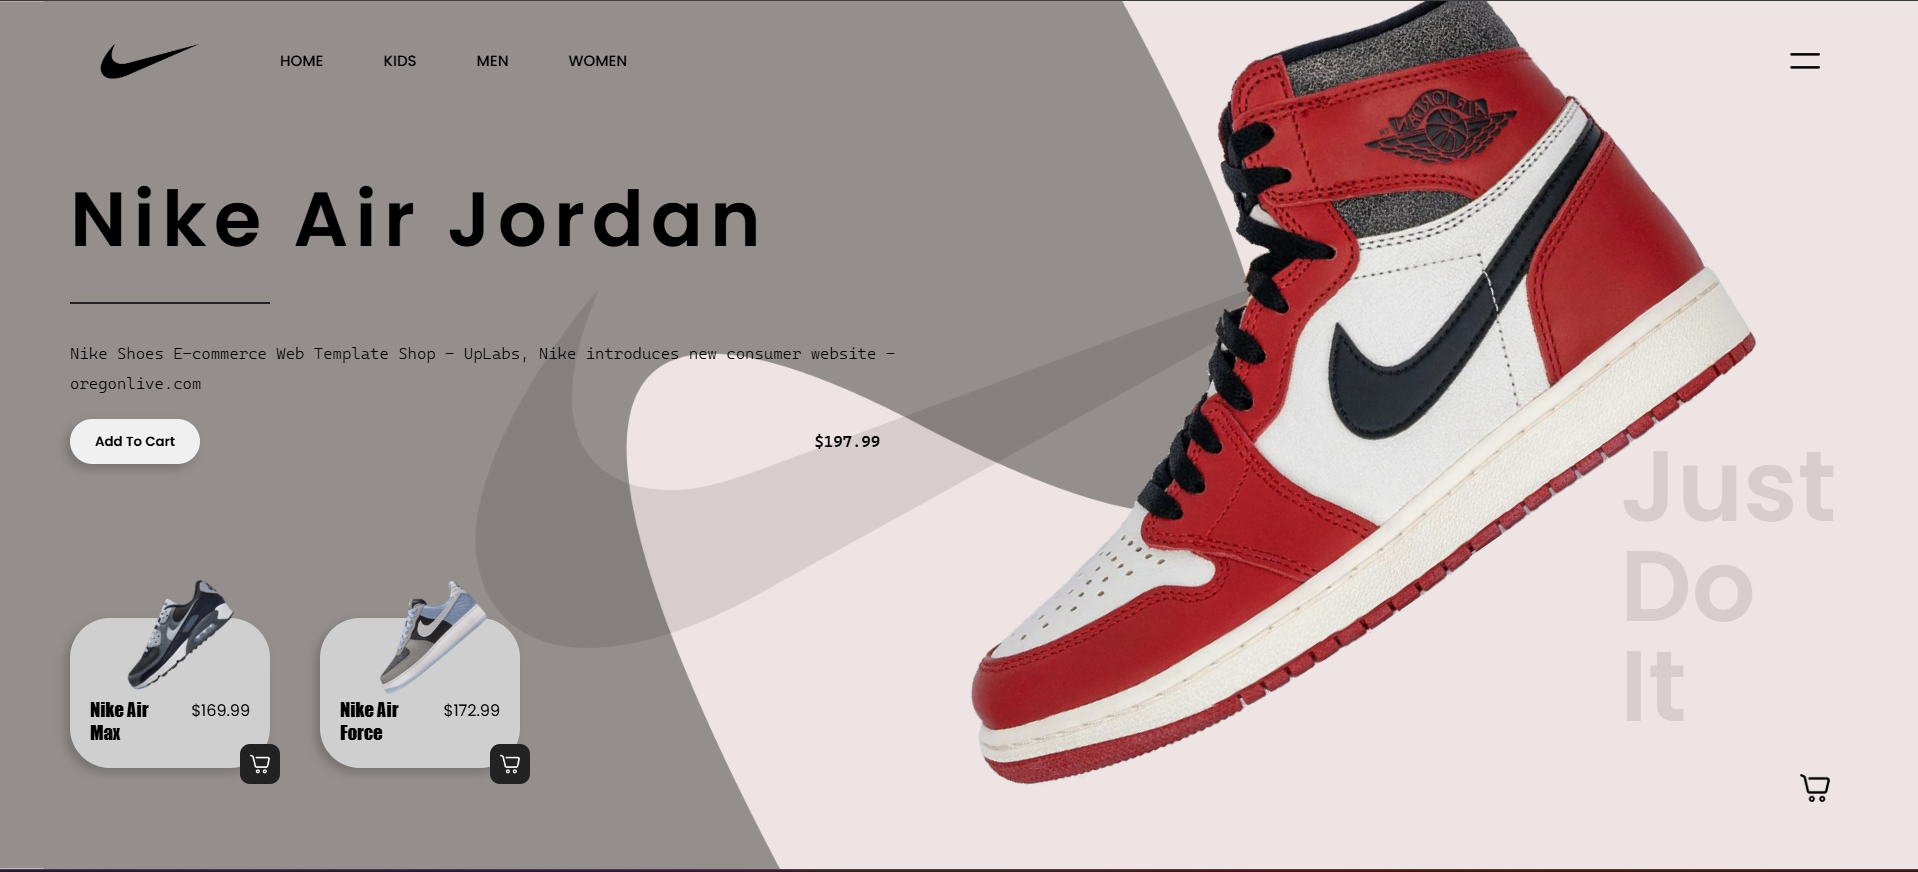 HOME KIDS MEN WOMEN
Nike Air Jordan
Nike Shoes E-commerce Web Template Shop - UpLabs, Nike introduces new consumer website -
oregonlive.com
Add To Cart
$197.99
Nike Air
Max
$169.99
Nike Air
Force
$172.99
AIR JORDAN
Just
Do
It